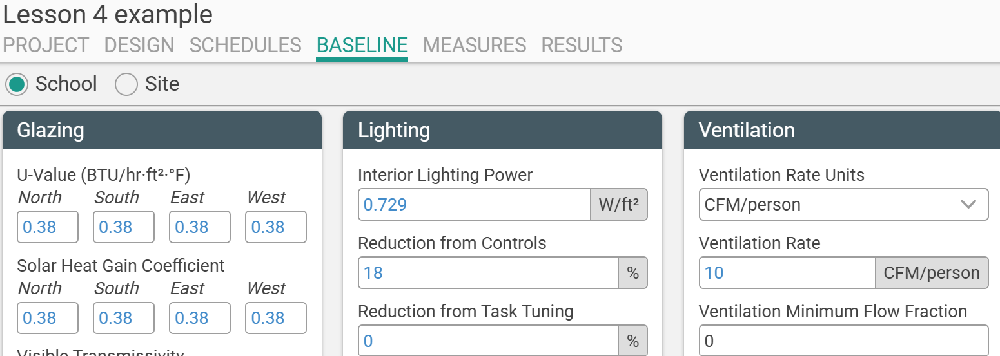 Lesson 4 example
PROJECT DESIGN SCHEDULES BASELINE MEASURES RESULTS
School Site
Glazing
U-Value (BTU/hr·ft²·°F)
North South East West
0.38 0.38 0.38 0.38
Solar Heat Gain Coefficient
North South East West
0.38 0.38 0.38 0.38
Visible Transmissivity
Lighting
Interior Lighting Power
0.729 W/ft²
Reduction from Controls
18 %
Reduction from Task Tuning
0 %
Ventilation
Ventilation Rate Units
CFM/person
Ventilation Rate
10 CFM/person
Ventilation Minimum Flow Fraction
0